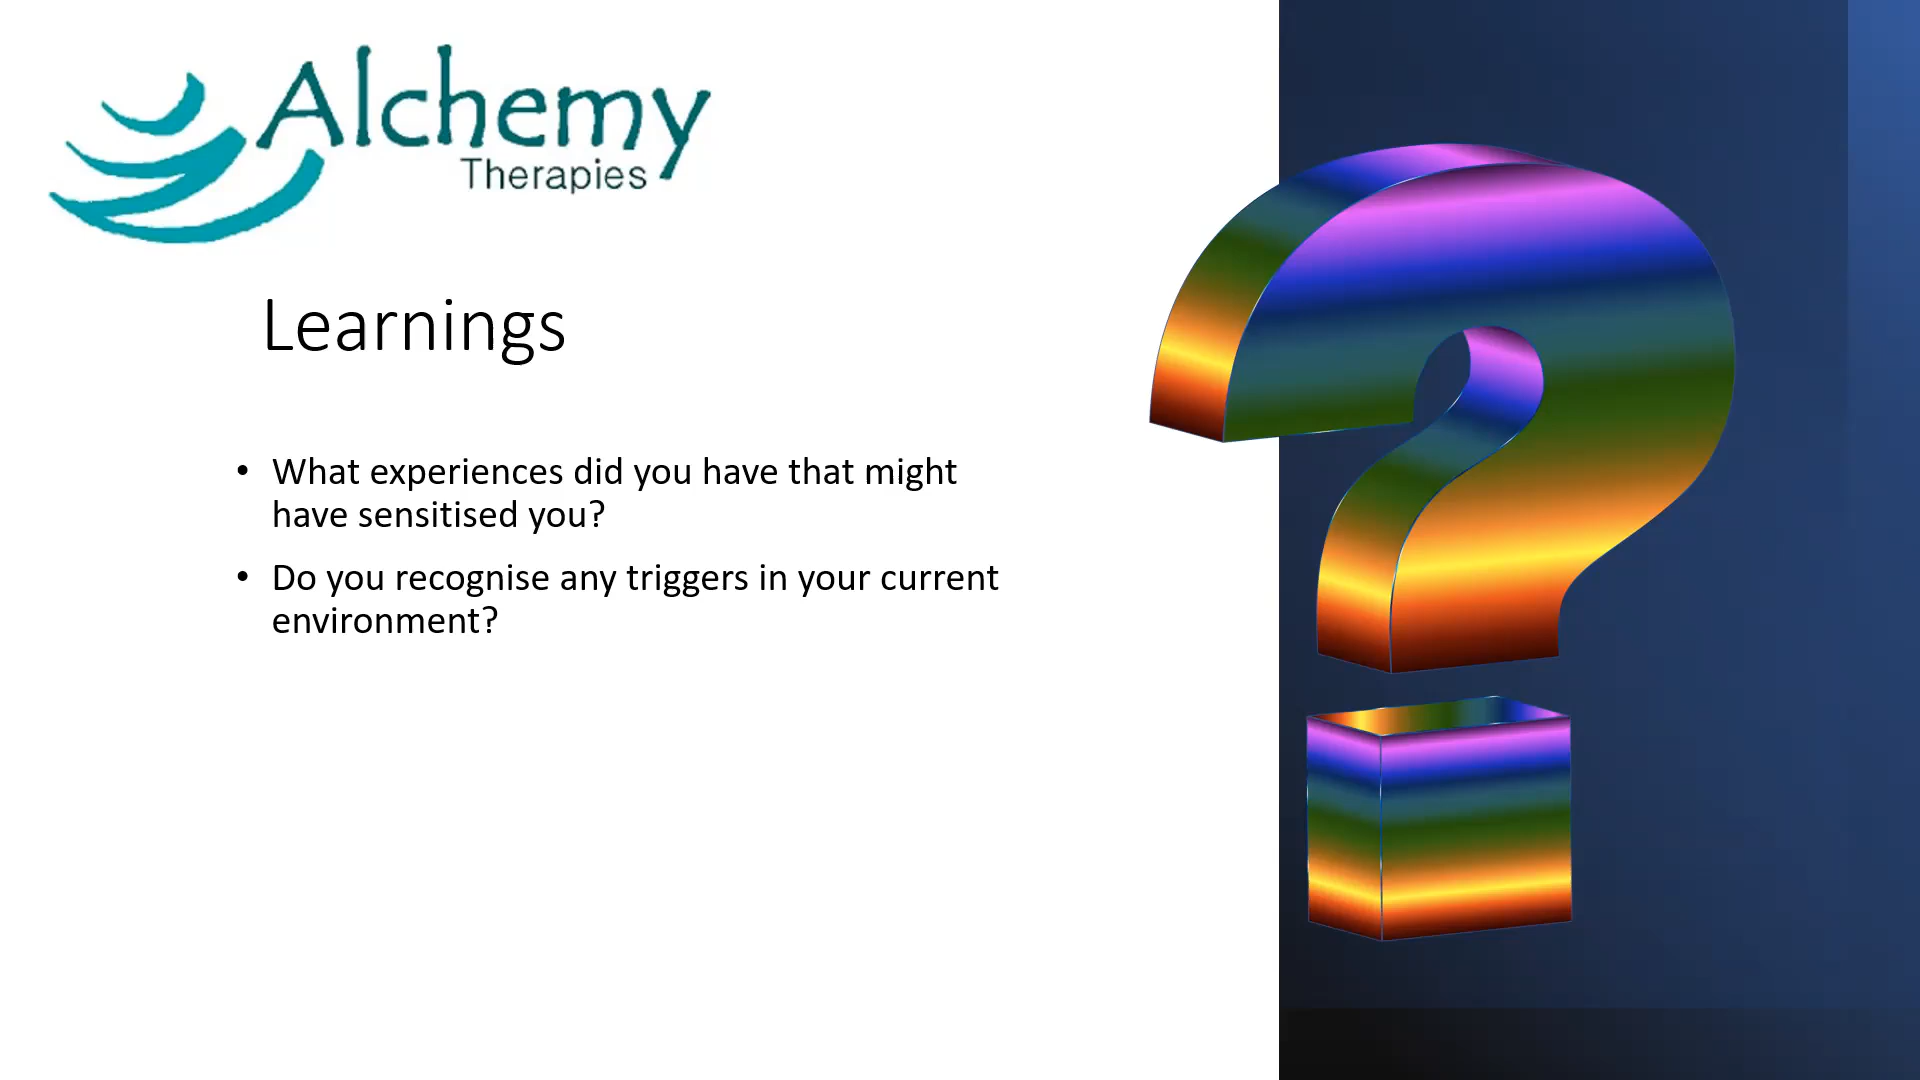 Alchemy
Therapies
Learnings
• What experiences did you have that might
have sensitised you?
• Do you recognise any triggers in your current
environment?